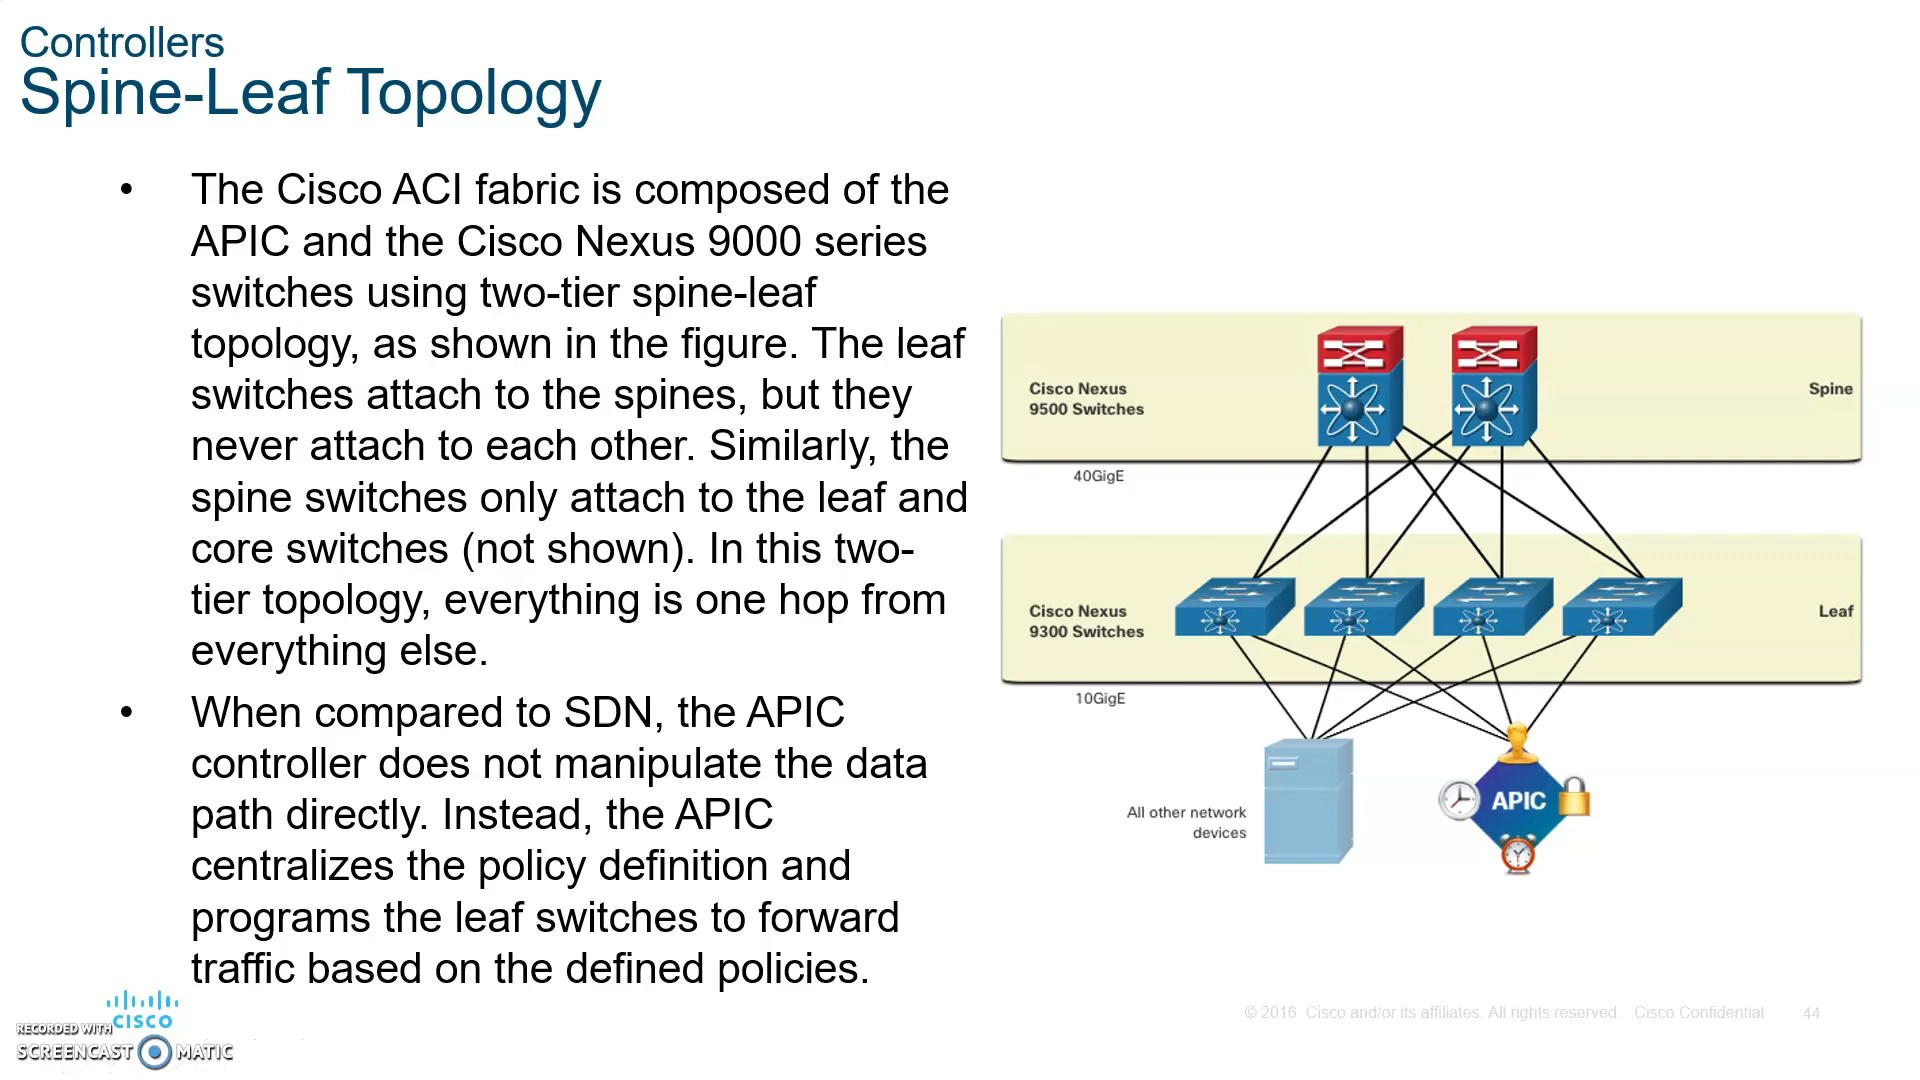 Controllers
Spine-Leaf Topology
• The Cisco ACI fabric is composed of the
APIC and the Cisco Nexus 9000 series
switches using two-tier spine-leaf
topology, as shown in the figure. The leaf
switches attach to the spines, but they
never attach to each other. Similarly, the
spine switches only attach to the leaf and
core switches (not shown). In this two-
tier topology, everything is one hop from
everything else.
• When compared to SDN, the APIC
controller does not manipulate the data
path directly. Instead, the APIC
centralizes the policy definition and
programs the leaf switches to forward
traffic based on the defined policies.
Cisco Nexus
9500 Switches
Spine
40GigE
Cisco Nexus
9300 Switches
Leaf
10GigE
All other network
devices
APIC
CISCO
RECORDED WITH
SCREENCAST MATIC
© 2016 Cisco and/or its affiliates. All rights reserved. Cisco Confidential
44